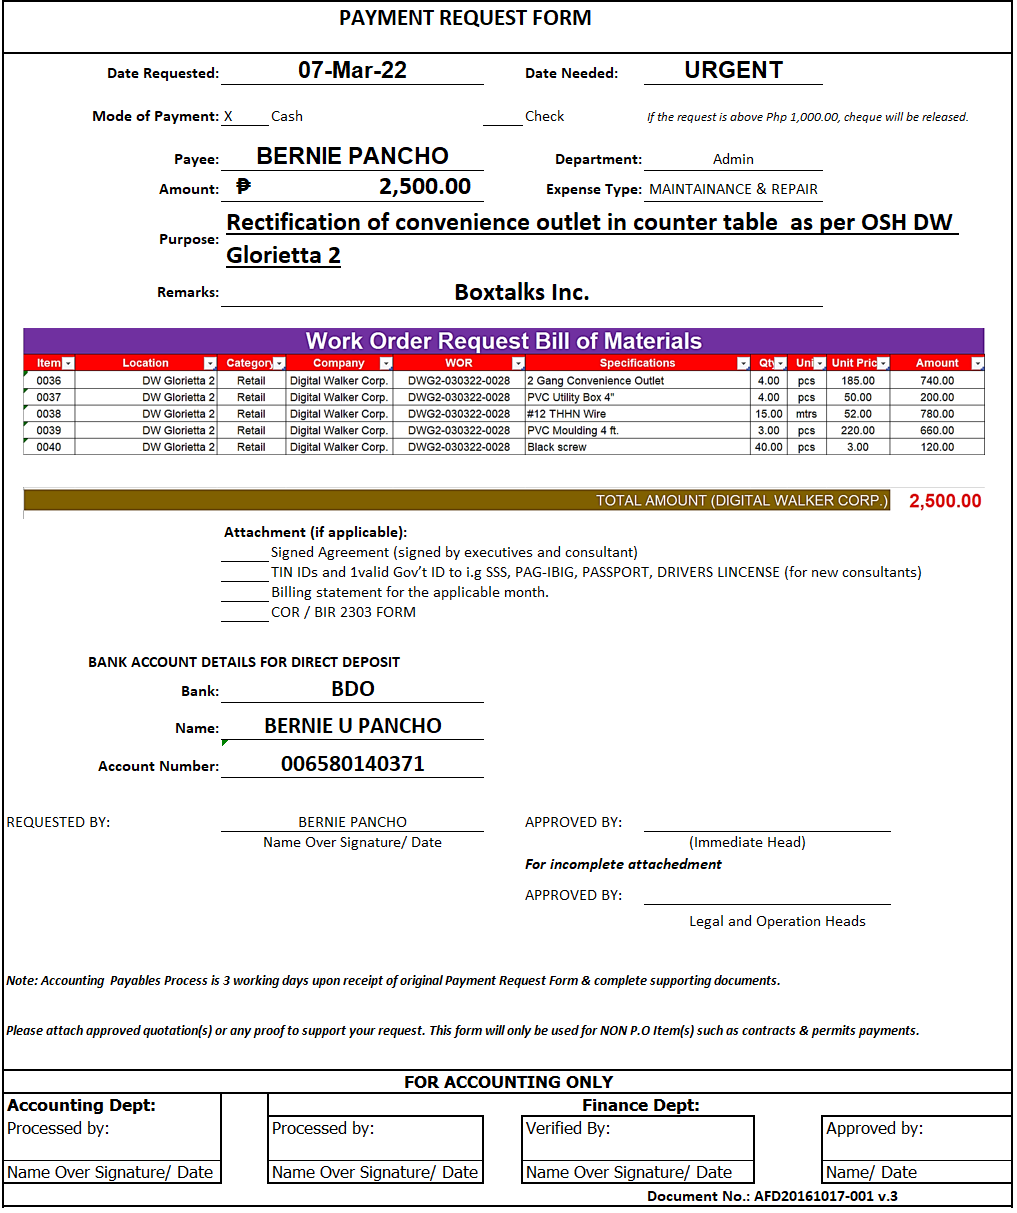 PAYMENT REQUEST FORM
Date Requested: 07-Mar-22 Date Needed: URGENT
Mode of Payment: X Cash Check If the request is above Php 1,000.00, cheque will be released.
Payee: BERNIE PANCHO Department: Admin
Amount: ₱ 2,500.00 Expense Type: MAINTAINANCE & REPAIR
Purpose: Rectification of convenience outlet in counter table as per OSH DW
Glorietta 2
Remarks: Boxtalks Inc.
Work Order Request Bill of Materials
Item Location Category Company WOR Specifications Qty Uni Unit Pric Amount
0036 DW Glorietta 2 Retail Digital Walker Corp. DWG2-030322-0028 2 Gang Convenience Outlet 4.00 pcs 185.00 740.00
0037 DW Glorietta 2 Retail Digital Walker Corp. DWG2-030322-0028 PVC Utility Box 4" 4.00 pcs 50.00 200.00
0038 DW Glorietta 2 Retail Digital Walker Corp. DWG2-030322-0028 #12 THHN Wire 15.00 mtrs 52.00 780.00
0039 DW Glorietta 2 Retail Digital Walker Corp. DWG2-030322-0028 PVC Moulding 4 ft. 3.00 pcs 220.00 660.00
0040 DW Glorietta 2 Retail Digital Walker Corp. DWG2-030322-0028 Black screw 40.00 pcs 3.00 120.00
TOTAL AMOUNT (DIGITAL WALKER CORP.) 2,500.00
Attachment (if applicable):
Signed Agreement (signed by executives and consultant)
TIN IDs and 1valid Gov't ID to i.g SSS, PAG-IBIG, PASSPORT, DRIVERS LINCENSE (for new consultants)
Billing statement for the applicable month.
COR / BIR 2303 FORM
BANK ACCOUNT DETAILS FOR DIRECT DEPOSIT
Bank: BDO
Name: BERNIE U PANCHO
Account Number: 006580140371
REQUESTED BY: BERNIE PANCHO APPROVED BY:
Name Over Signature/ Date (Immediate Head)
For incomplete attachedment
APPROVED BY:
Legal and Operation Heads
Note: Accounting Payables Process is 3 working days upon receipt of original Payment Request Form & complete supporting documents.
Please attach approved quotation(s) or any proof to support your request. This form will only be used for NON P.O Item(s) such as contracts & permits payments.
FOR ACCOUNTING ONLY
Accounting Dept: Finance Dept:
Processed by: Processed by: Verified By: Approved by:
Name Over Signature/ Date Name Over Signature/ Date Name Over Signature/ Date Name/ Date
Document No.: AFD20161017-001 v.3